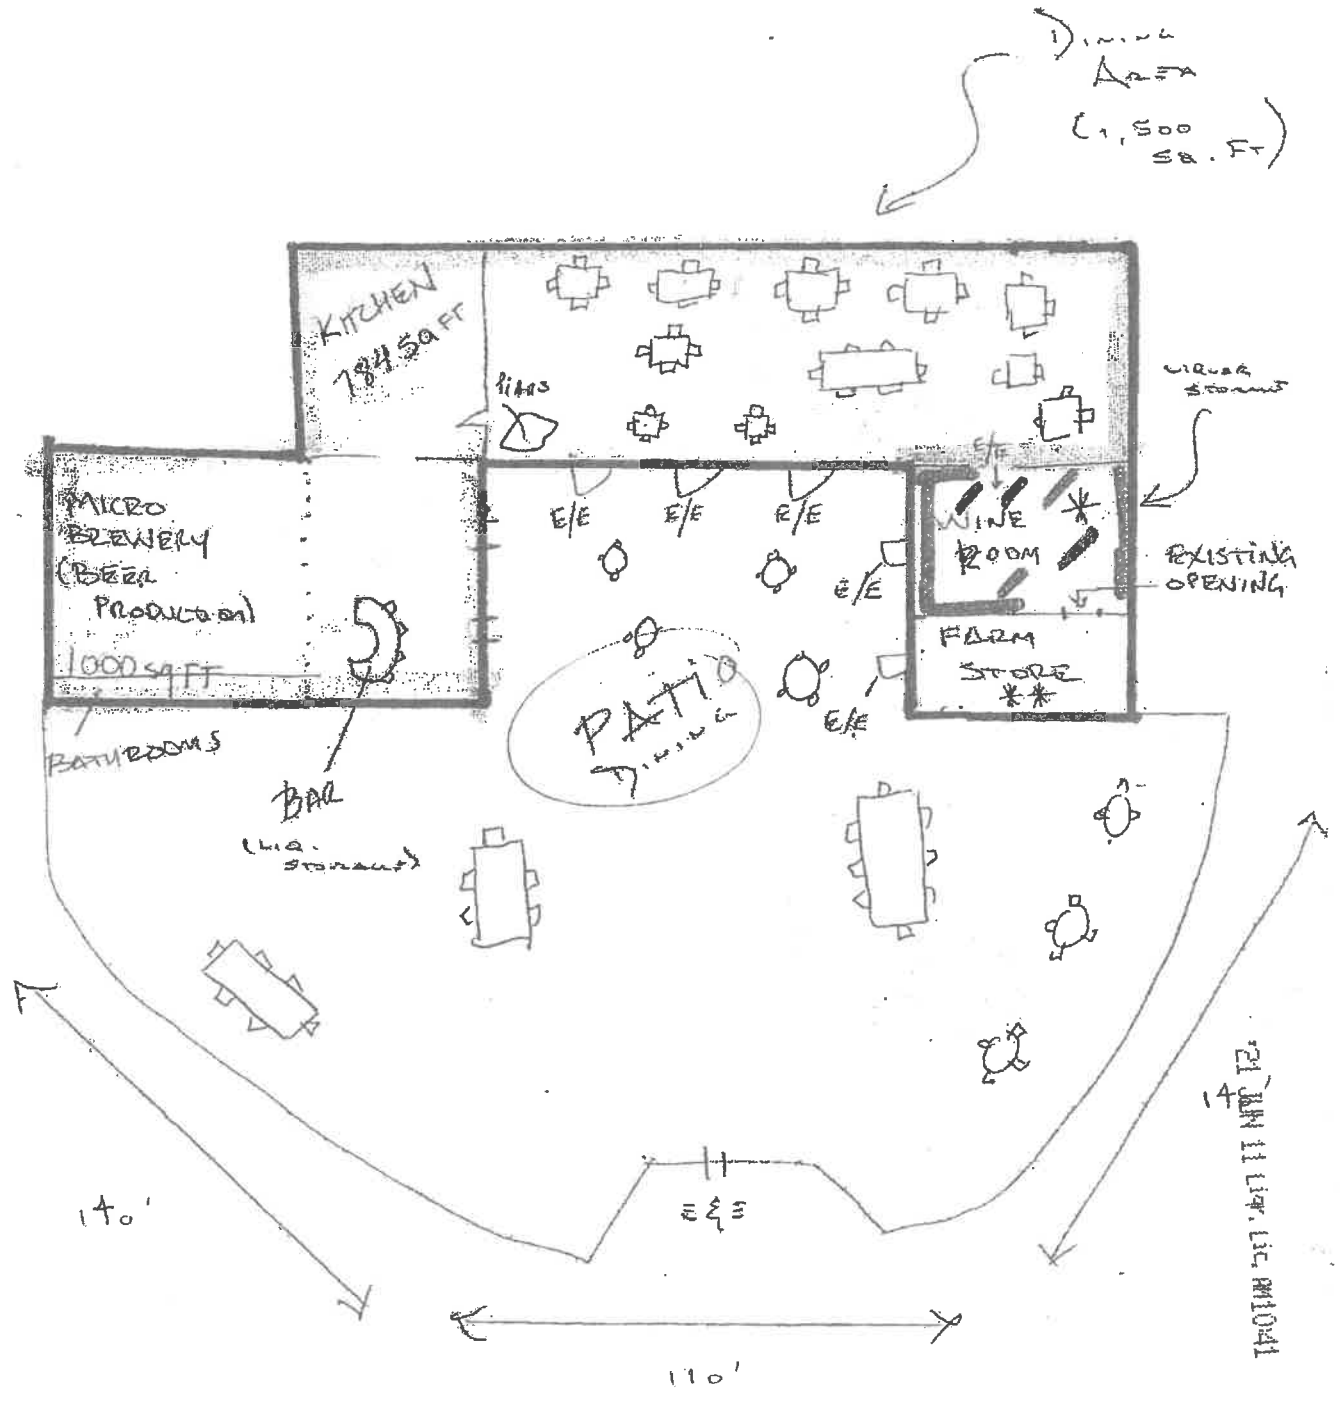 DINING
AREA
(1,500
SQ. FT)
KITCHEN
784 SQ FT
PIANO
LIQUOR
STORAGE
E/E
MICRO
BREWERY
(BEER
PRODUCTION)
1000 SQ FT
E/E
E/E
E/E
WINE
ROOM
*
E/E
EXISTING
OPENING
FARM
STORE
**
E/E
PATIO
DINING
BATHROOMS
BAR
(LIQ.
STORAGE)
E & E
140'
110'
'21 JUN 11 LIQ. LIC. AM10:41